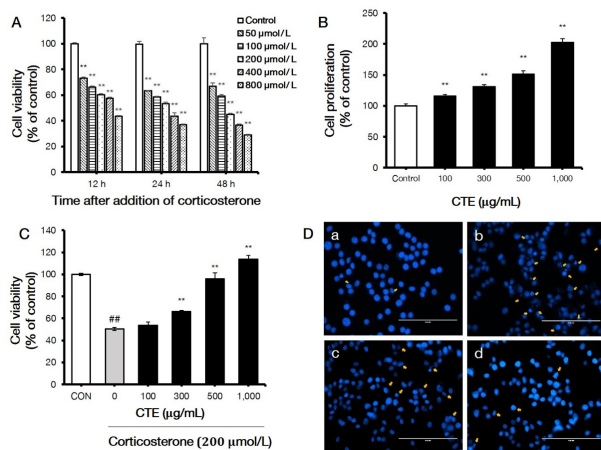 A
Cell viability
(% of control)
120
100
80
60
40
20
0
Control
50 μmol/L
100 μmol/L
200 μmol/L
400 μmol/L
800 μmol/L
** ** ** ** **
** ** ** ** **
** ** ** ** **
12 h 24 h 48 h
Time after addition of corticosterone
B
Cell proliferation
(% of control)
250
200
150
100
50
0
** ** ** **
Control 100 300 500 1,000
CTE (μg/mL)
C
Cell viability
(% of control)
140
120
100
80
60
40
20
0
## ** ** **
CON 0 100 300 500 1,000
CTE (μg/mL)
Corticosterone (200 μmol/L)
D
a b
c d